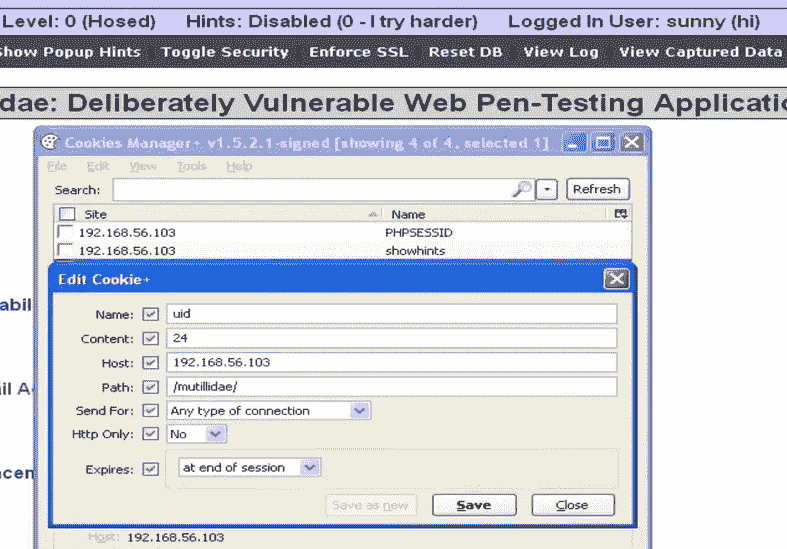 Level: 0 (Hosed) Hints: Disabled (0 - I try harder) Logged In User: sunny (hi)
Show Popup Hints Toggle Security Enforce SSL Reset DB View Log View Captured Data
dae: Deliberately Vulnerable Web Pen-Testing Applicatio
Cookies Manager+ v1.5.2.1-signed [showing 4 of 4, selected 1]
File Edit View Tools Help
Search: Refresh
Site Name
192.168.56.103 PHPSESSID
192.168.56.103 showhints
Edit Cookie+
abil
Name: uid
Content: 24
Host: 192.168.56.103
Path: /mutillidae/
ail A
Send For: Any type of connection
Http Only: No
Expires: at end of session
acen
Save as new Save Close
Host: 192.168.56.103